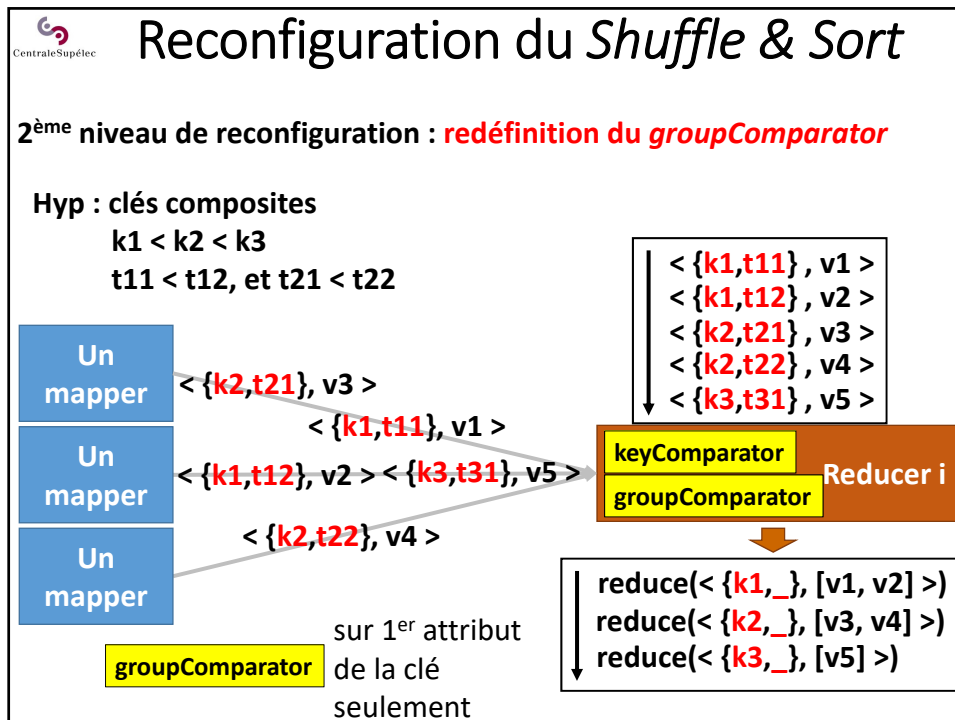 CentraleSupélec
Reconfiguration du Shuffle & Sort
2ème niveau de reconfiguration : redéfinition du groupComparator
Hyp : clés composites
k1 < k2 < k3
t11 < t12, et t21 < t22
< {k1,t11} , v1 >
< {k1,t12} , v2 >
< {k2,t21} , v3 >
< {k2,t22} , v4 >
< {k3,t31} , v5 >
Un
mapper
< {k2,t21}, v3 >
< {k1,t11}, v1 >
Un
mapper
< {k1,t12}, v2 >
< {k3,t31}, v5 >
< {k2,t22}, v4 >
Un
mapper
keyComparator
groupComparator
Reducer i
reduce(< {k1,_}, [v1, v2] >)
reduce(< {k2,_}, [v3, v4] >)
reduce(< {k3,_}, [v5] >)
groupComparator
sur 1er attribut
de la clé
seulement